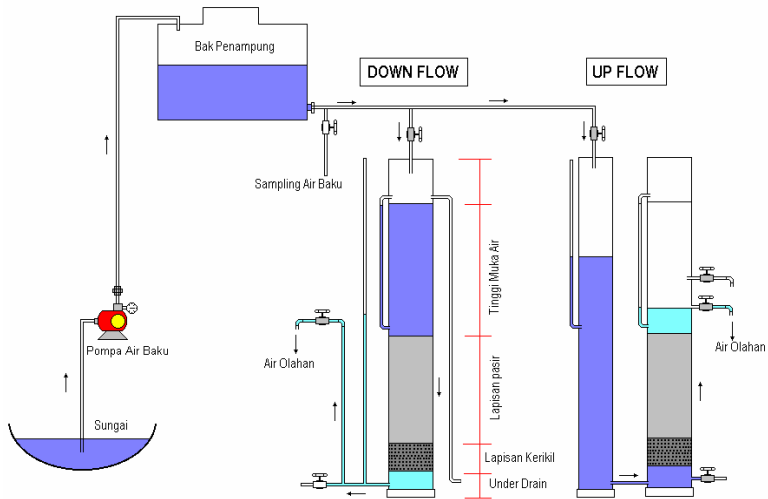 Bak Penampung
DOWN FLOW
UP FLOW
Sampling Air Baku
Tinggi Muka Air
Pompa Air Baku
Air Olahan
Air Olahan
Lapisan pasir
Sungai
Lapisan Kerikil
Under Drain